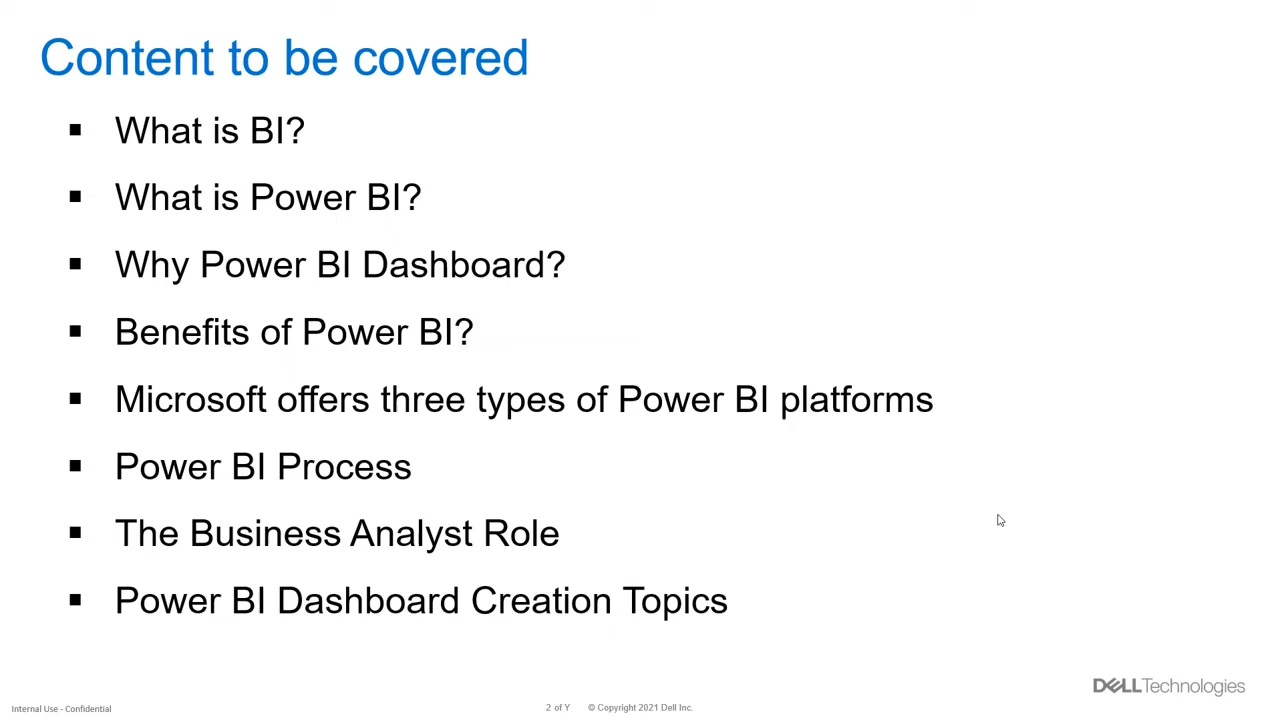 Content to be covered
▪ What is BI?
▪ What is Power BI?
▪ Why Power BI Dashboard?
▪ Benefits of Power BI?
▪ Microsoft offers three types of Power BI platforms
▪ Power BI Process
▪ The Business Analyst Role
▪ Power BI Dashboard Creation Topics
DELLTechnologies
Internal Use - Confidential
2 of Y © Copyright 2021 Dell Inc.